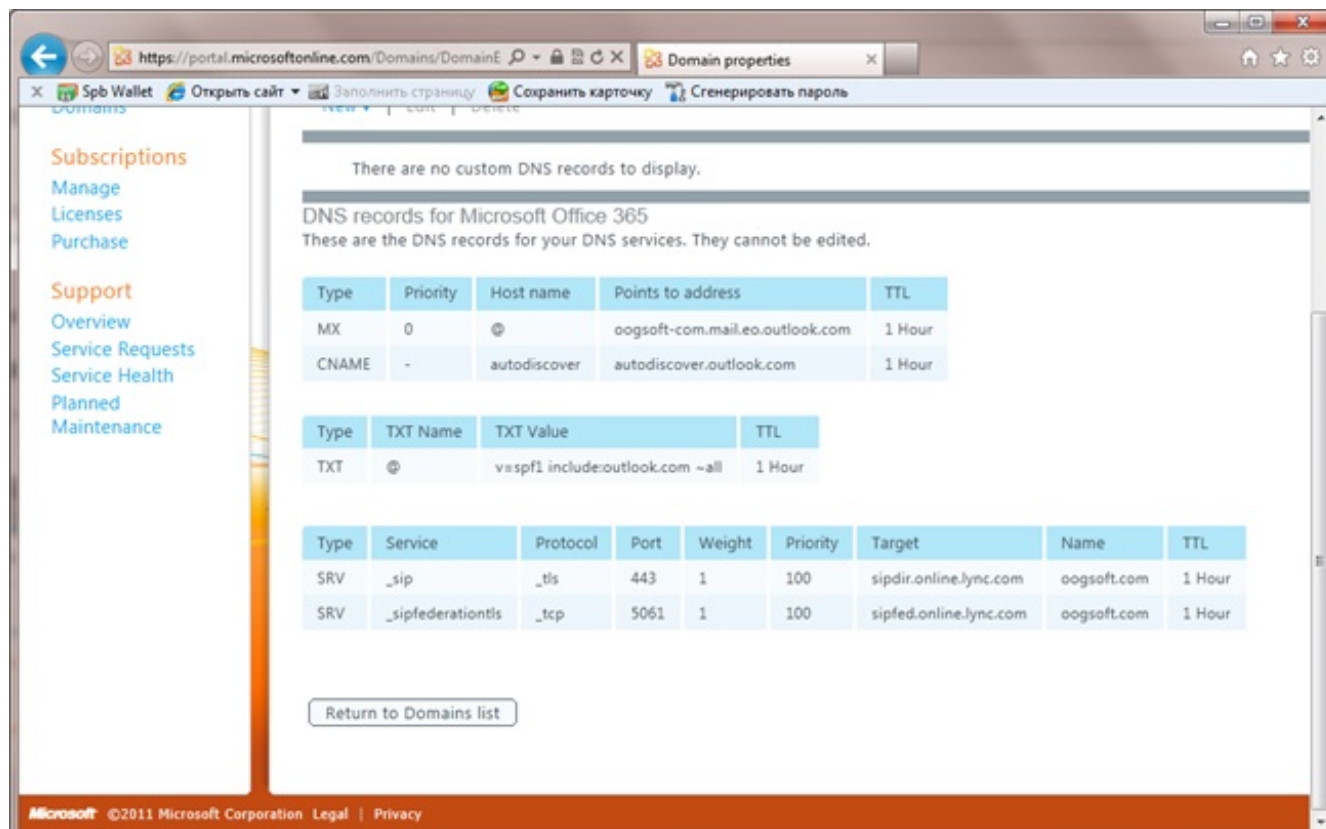 https://portal.microsoftonline.com/Domains/DomainE
Domain properties
Spb Wallet Открыть сайт Заполнить страницу Сохранить карточку Сгенерировать пароль
Domains
New | Edit | Delete
Subscriptions
Manage
Licenses
Purchase
Support
Overview
Service Requests
Service Health
Planned
Maintenance
There are no custom DNS records to display.
DNS records for Microsoft Office 365
These are the DNS records for your DNS services. They cannot be edited.
Type Priority Host name Points to address TTL
MX 0 @ oogsoft-com.mail.eo.outlook.com 1 Hour
CNAME - autodiscover autodiscover.outlook.com 1 Hour
Type TXT Name TXT Value TTL
TXT @ v=spf1 include:outlook.com ~all 1 Hour
Type Service Protocol Port Weight Priority Target Name TTL
SRV _sip _tls 443 1 100 sipdir.online.lync.com oogsoft.com 1 Hour
SRV _sipfederationtls _tcp 5061 1 100 sipfed.online.lync.com oogsoft.com 1 Hour
Return to Domains list
Microsoft ©2011 Microsoft Corporation Legal | Privacy